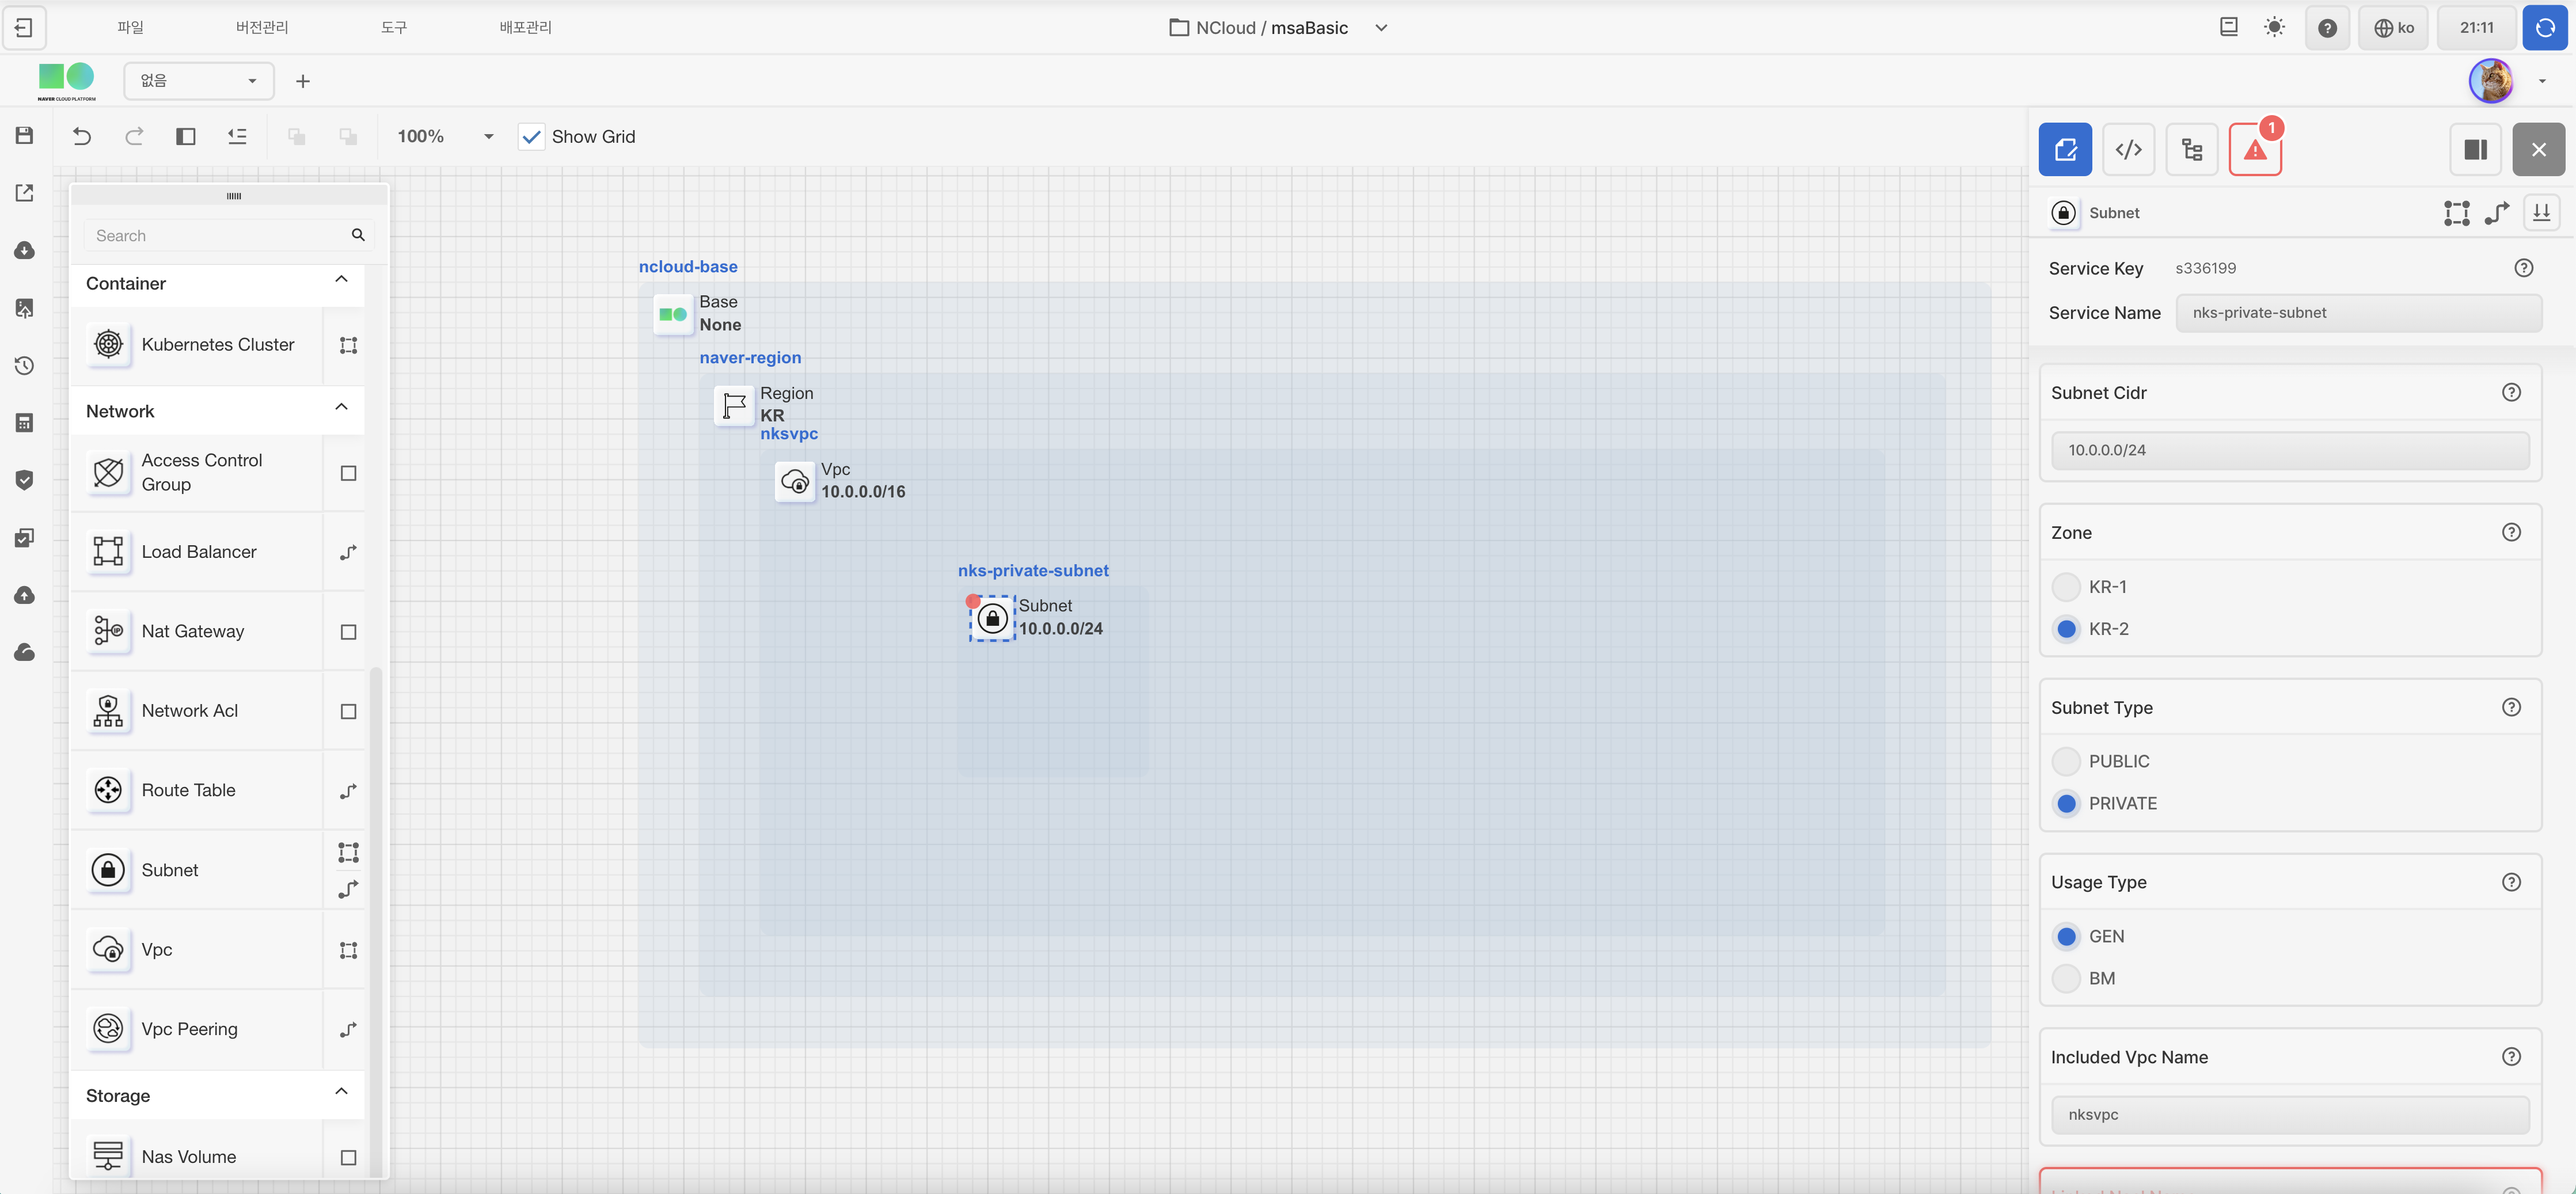 파일
버전관리
도구
배포관리
NCloud / msaBasic
ko
21:11
NAVER CLOUD PLATFORM
없음
100%
Show Grid
1
Search
Container
Kubernetes Cluster
Network
Access Control
Group
Load Balancer
Nat Gateway
Network Acl
Route Table
Subnet
Vpc
Vpc Peering
Storage
Nas Volume
ncloud-base
Base
None
naver-region
Region
KR
nksvpc
Vpc
10.0.0.0/16
nks-private-subnet
Subnet
10.0.0.0/24
Subnet
Service Key s336199
Service Name nks-private-subnet
Subnet Cidr
10.0.0.0/24
Zone
KR-1
KR-2
Subnet Type
PUBLIC
PRIVATE
Usage Type
GEN
BM
Included Vpc Name
nksvpc